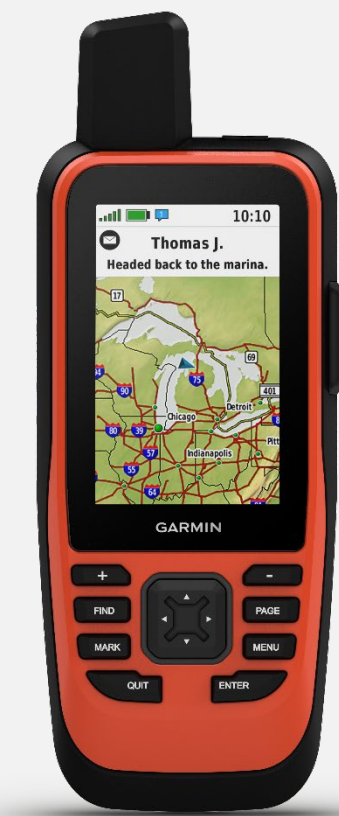 10:10
Thomas J.
Headed back to the marina.
17
69
75
401
94
90
Chicago
Detroit
80
39
Pitt
57
Indianapolis
55
64
GARMIN
+
-
FIND
PAGE
MARK
MENU
QUIT
ENTER